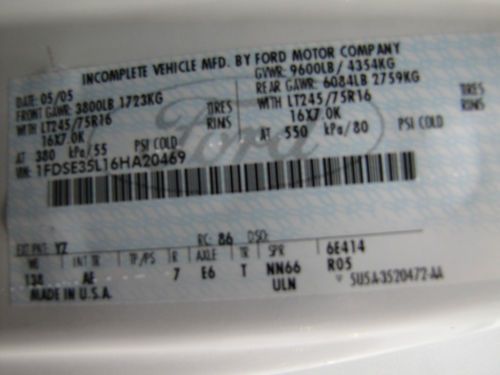 INCOMPLETE VEHICLE MFD. BY FORD MOTOR COMPANY
DATE: 05/05 GVWR: 9600LB/ 4354KG
FRONT GAWR: 3800LB 1723KG REAR GAWR: 6084LB 2759KG
WITH LT245/75R16 TIRES WITH LT245/75R16 TIRES
16X7.0K RIMS 16X7.0K RIMS
AT 380 kPa/55 PSI COLD AT 550 kPa/80 PSI COLD
VIN: 1FDSE35L16HA20469
Ford
EXT PNT: YZ RC: 86 DSO:
WB INT TR TP/PS R AXLE TR SPR 6E414
138 AE 7 E6 T NN66 R05
MADE IN U.S.A. ULN 5U5A-3520472-AA